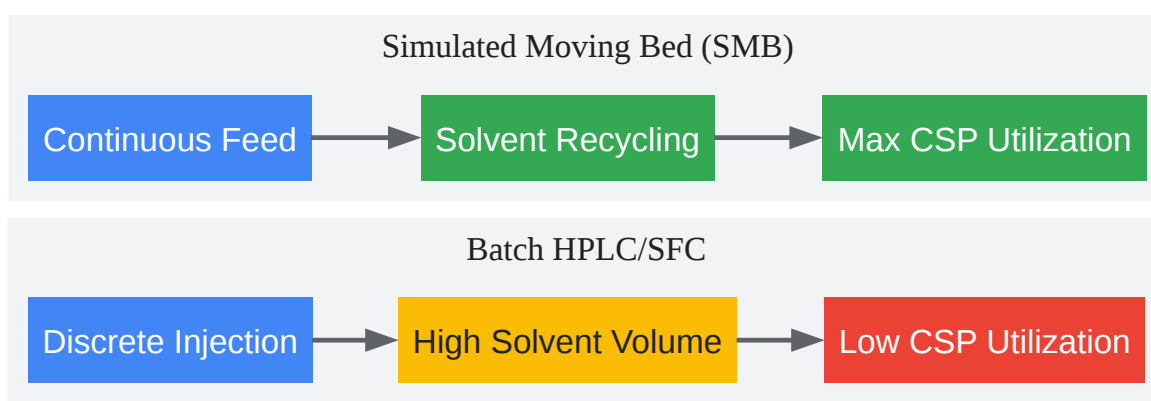 Simulated Moving Bed (SMB)
Continuous Feed
Solvent Recycling
Max CSP Utilization
Batch HPLC/SFC
Discrete Injection
High Solvent Volume
Low CSP Utilization